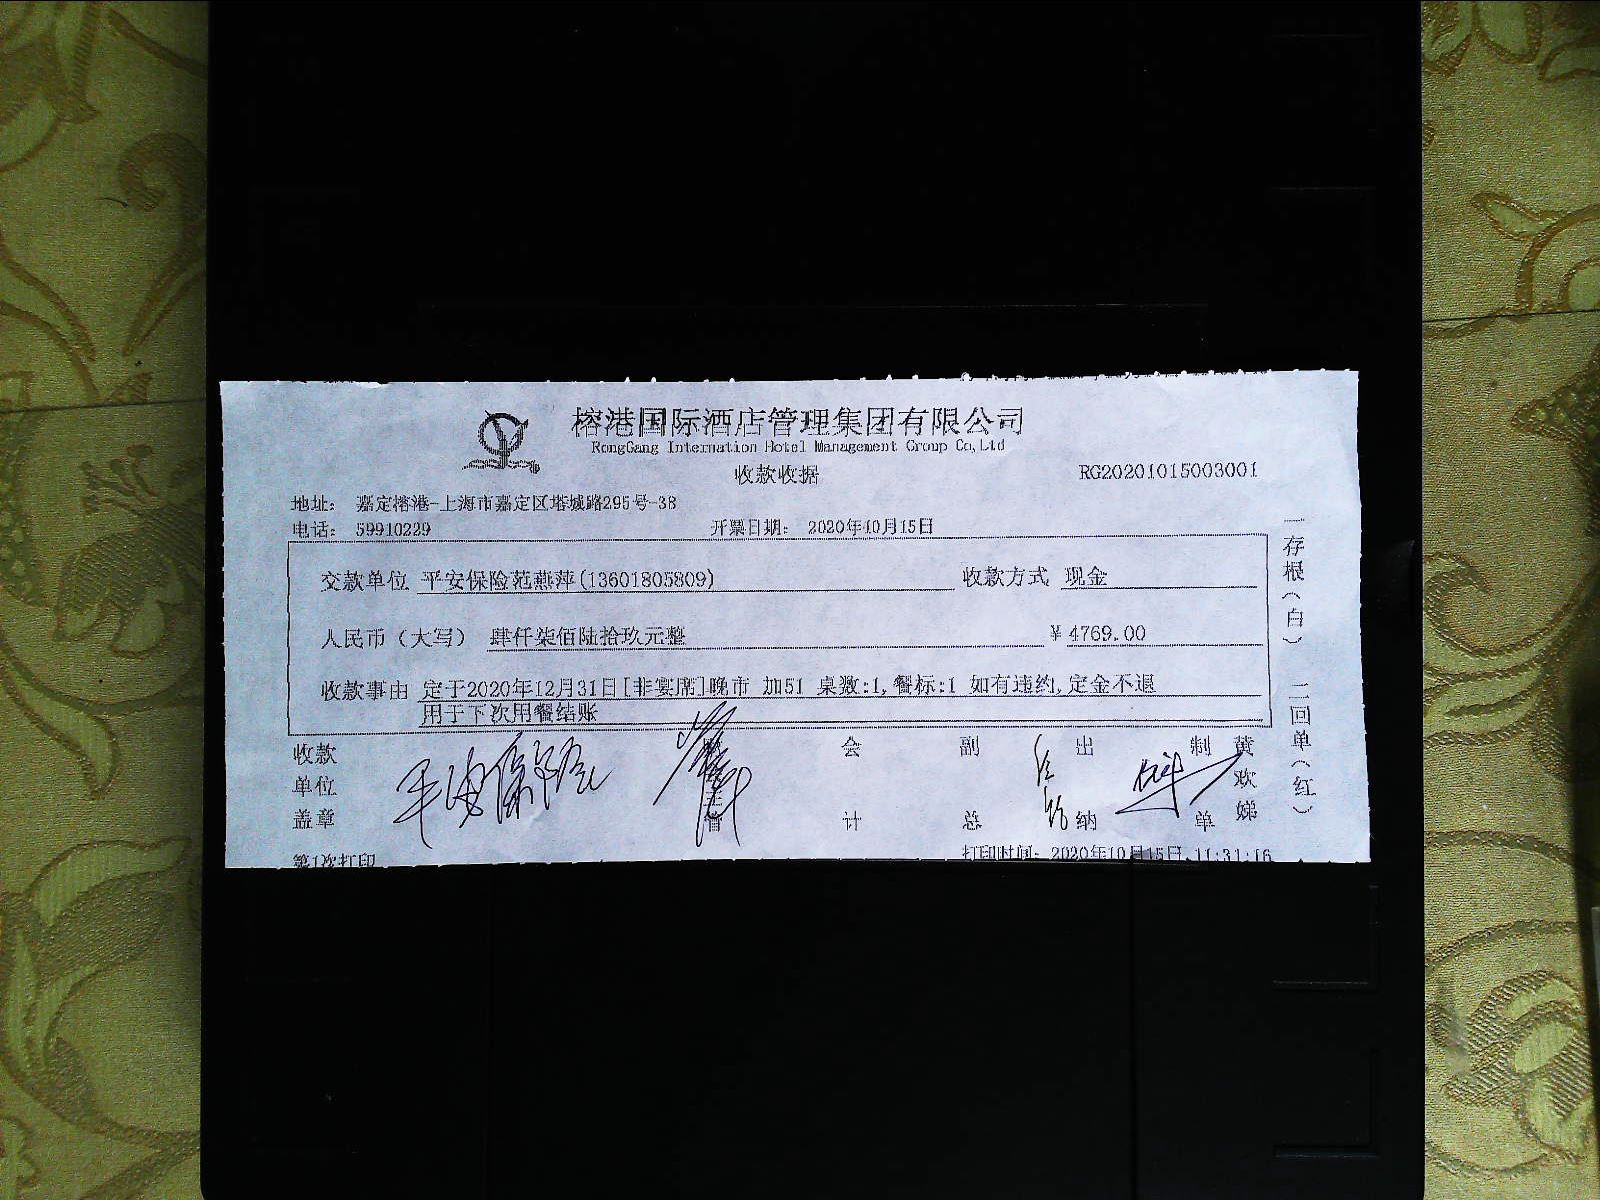 榕港国际酒店管理集团有限公司
RongGang Internation Hotel Management Group Co,Ltd
收款收据
RG20201015003001
地址: 嘉定榕港-上海市嘉定区塔城路295号-38
电话: 59910229 开票日期: 2020年10月15日
交款单位 平安保险范燕萍(13601805809) 收款方式 现金
人民币（大写） 肆仟柒佰陆拾玖元整 ￥4769.00
收款事由 定于2020年12月31日[非宴席]晚市 加51 桌数:1,餐标:1 如有违约,定金不退
用于下次用餐结账
收款单位盖章 平安保险 主管 会计 副总 出纳 制单 黄欢娣
一存根（白） 二回单（红）
第1次打印 打印时间: 2020年10月15日 11:31:16